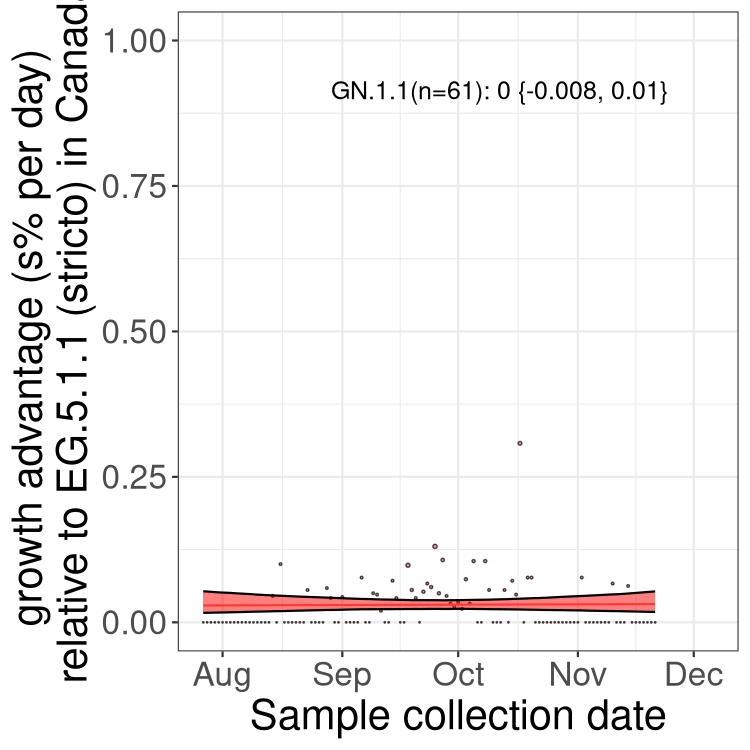 growth advantage (s% per day)
relative to EG.5.1.1 (stricto) in Canada
1.00
0.75
0.50
0.25
0.00
GN.1.1(n=61): 0 {-0.008, 0.01}
Aug Sep Oct Nov Dec
Sample collection date